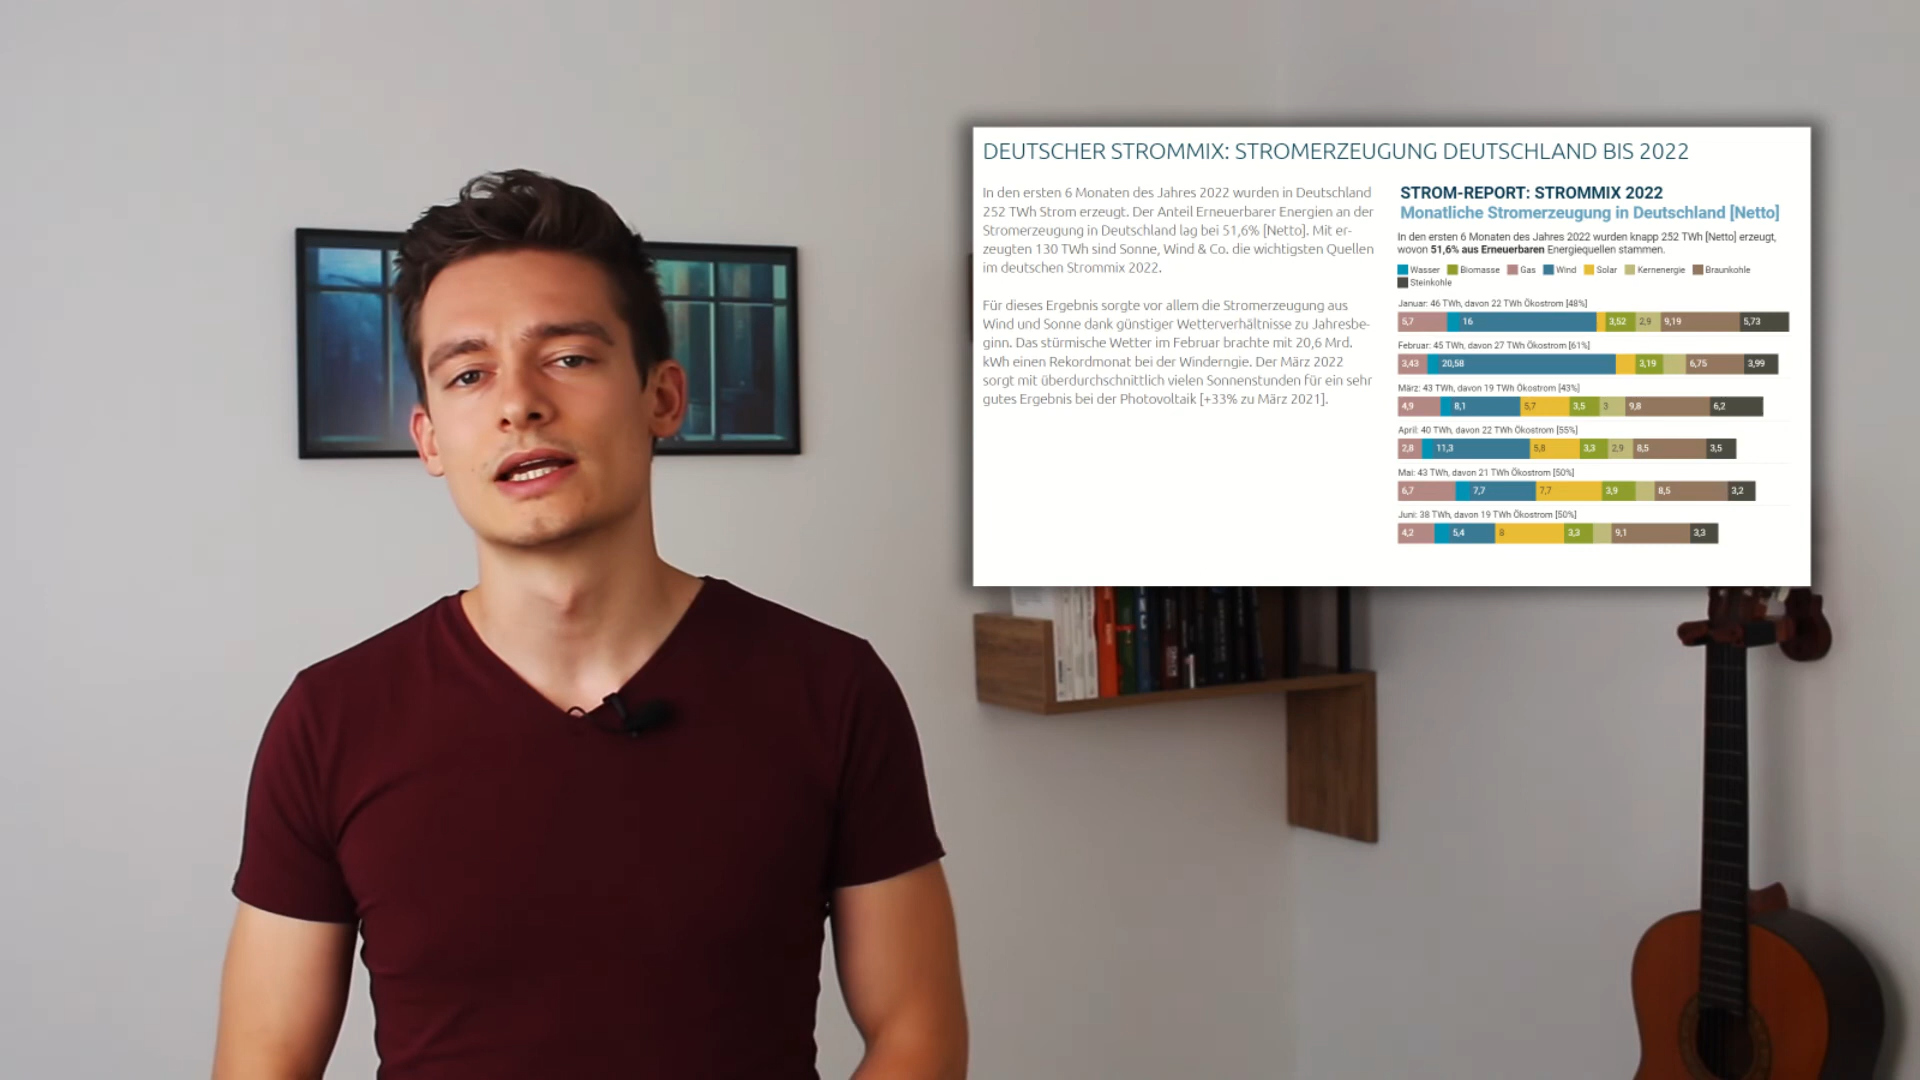 DEUTSCHER STROMMIX: STROMERZEUGUNG DEUTSCHLAND BIS 2022
In den ersten 6 Monaten des Jahres 2022 wurden in Deutschland
252 TWh Strom erzeugt. Der Anteil Erneuerbarer Energien an der
Stromerzeugung in Deutschland lag bei 51,6% [Netto]. Mit er-
zeugten 130 TWh sind Sonne, Wind & Co. die wichtigsten Quellen
im deutschen Strommix 2022.
Für dieses Ergebnis sorgte vor allem die Stromerzeugung aus
Wind und Sonne dank günstiger Wetterverhältnisse zu Jahresbe-
ginn. Das stürmische Wetter im Februar brachte mit 20,6 Mrd.
kWh einen Rekordmonat bei der Winderngie. Der März 2022
sorgt mit überdurchschnittlich vielen Sonnenstunden für ein sehr
gutes Ergebnis bei der Photovoltaik [+33% zu März 2021].
STROM-REPORT: STROMMIX 2022
Monatliche Stromerzeugung in Deutschland [Netto]
In den ersten 6 Monaten des Jahres 2022 wurden knapp 252 TWh [Netto] erzeugt,
wovon 51,6% aus Erneuerbaren Energiequellen stammen.
Wasser Biomasse Gas Wind Solar Kernenergie Braunkohle
Steinkohle
Januar: 46 TWh, davon 22 TWh Ökostrom [48%]
5,7 16 3,52 2,9 9,19 5,73
Februar: 45 TWh, davon 27 TWh Ökostrom [61%]
3,43 20,58 3,19 6,75 3,99
März: 43 TWh, davon 19 TWh Ökostrom [43%]
4,9 8,1 5,7 3,5 3 9,8 6,2
April: 40 TWh, davon 22 TWh Ökostrom [55%]
2,8 11,3 5,8 3,3 2,9 8,5 3,5
Mai: 43 TWh, davon 21 TWh Ökostrom [50%]
6,7 7,7 7,7 3,9 8,5 3,2
Juni: 38 TWh, davon 19 TWh Ökostrom [50%]
4,2 5,4 8 3,3 9,1 3,3